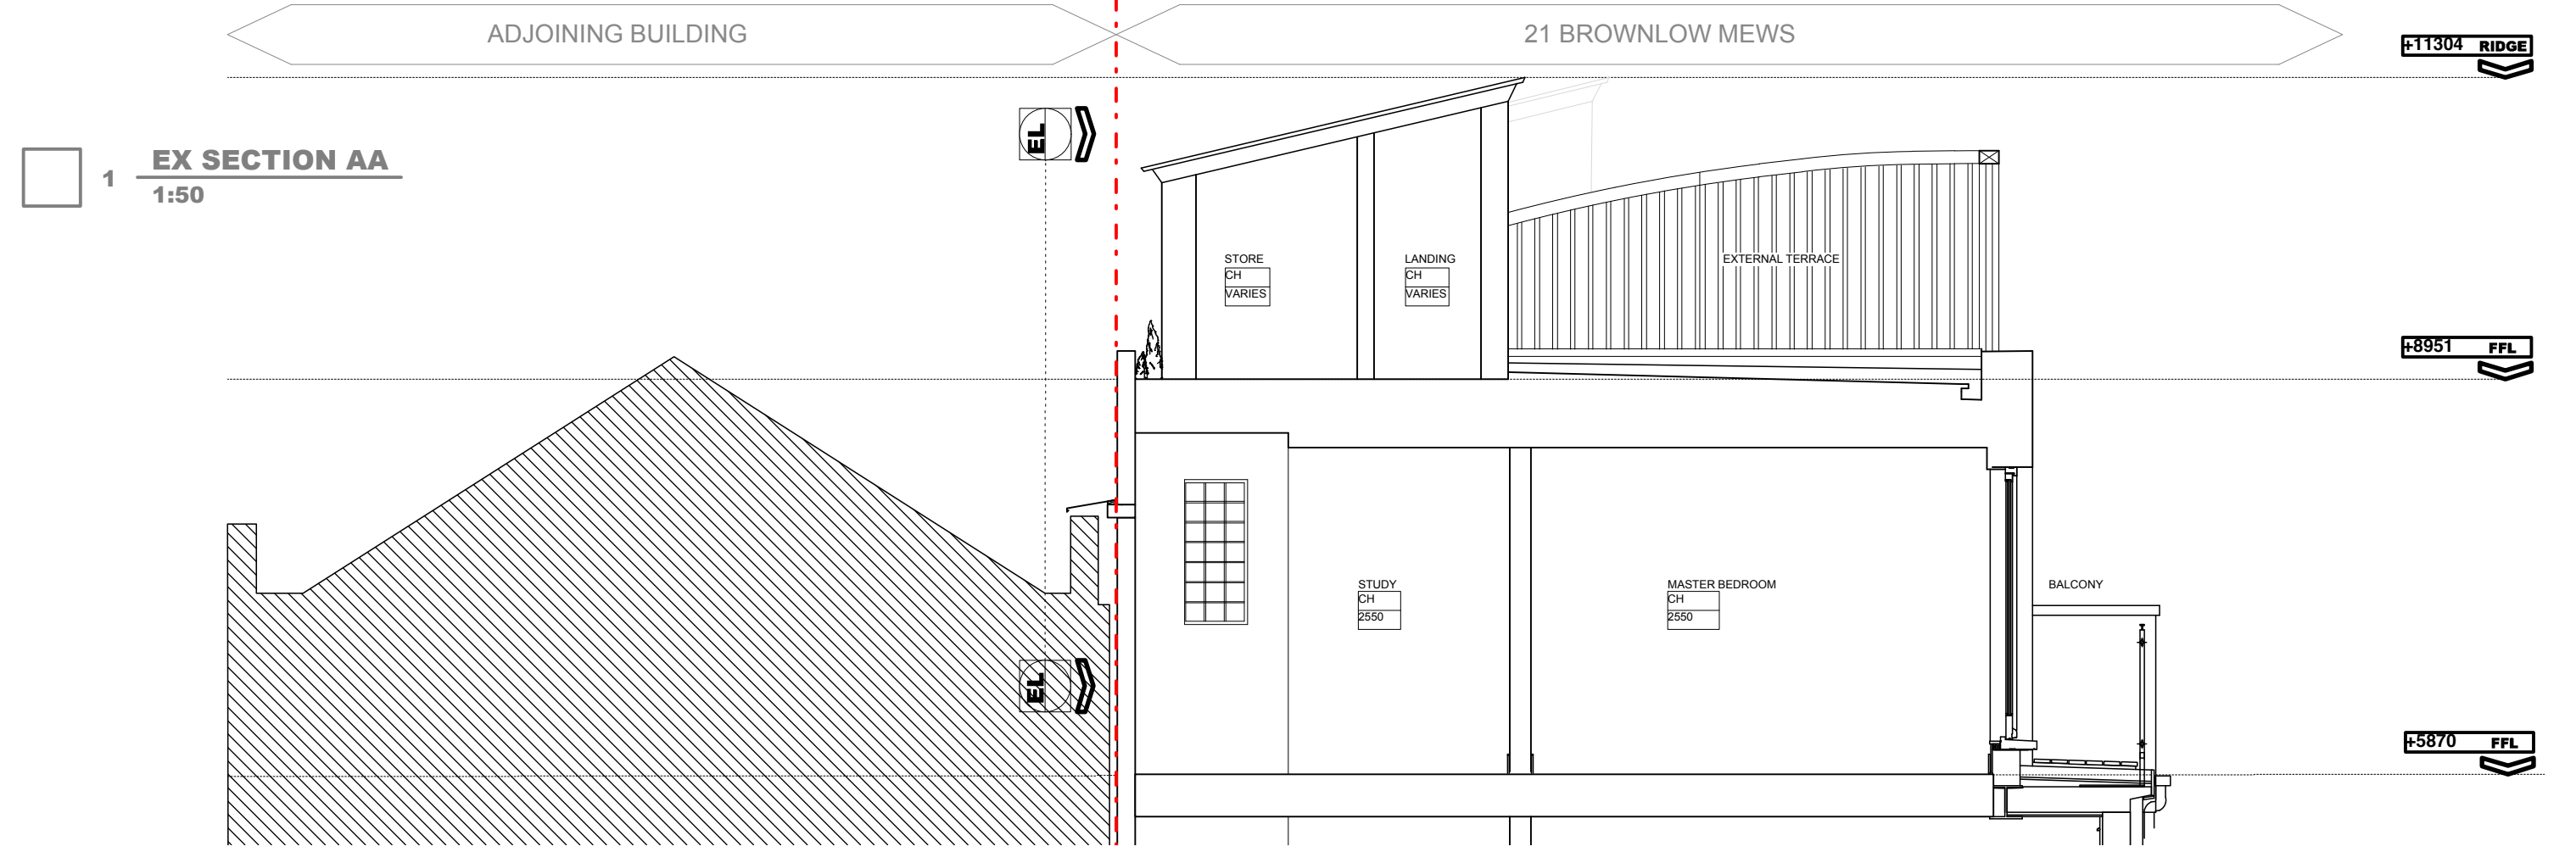 ADJOINING BUILDING
21 BROWNLOW MEWS
+11304 RIDGE
EL
1 EX SECTION AA
1:50
STORE
CH
VARIES
LANDING
CH
VARIES
EXTERNAL TERRACE
+8951 FFL
STUDY
CH
2550
MASTER BEDROOM
CH
2550
BALCONY
EL
+5870 FFL